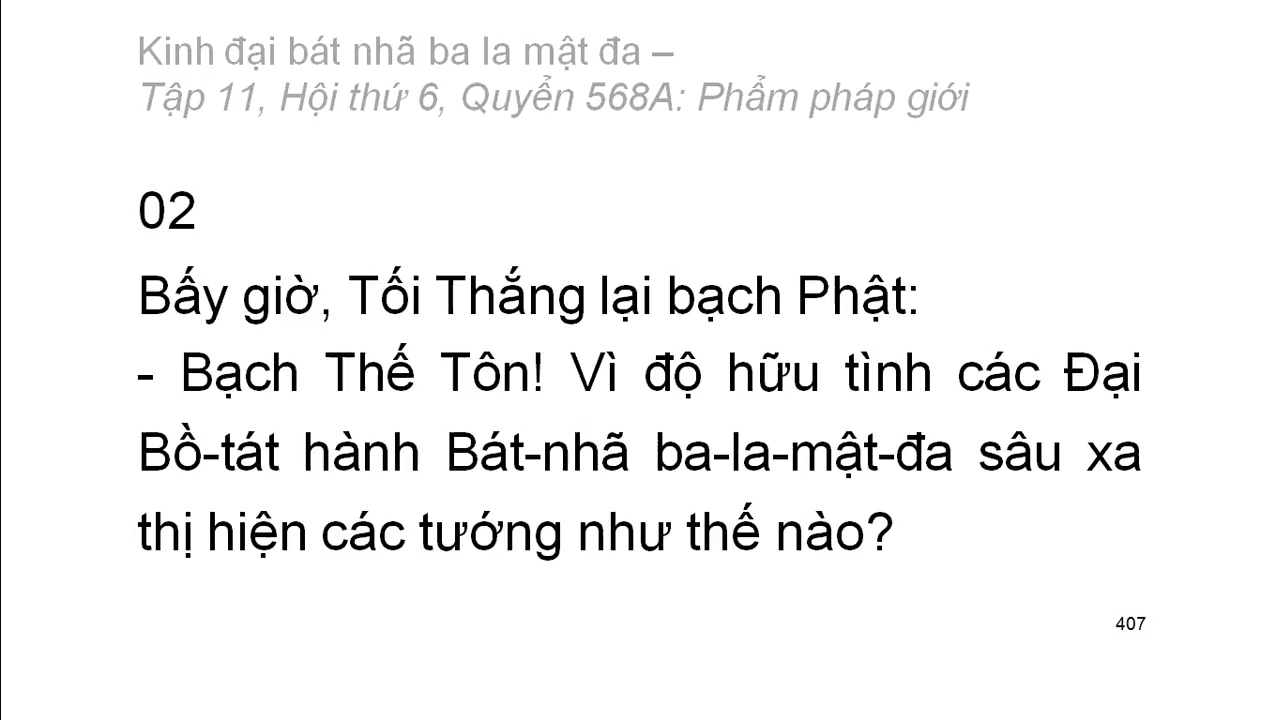 Kinh đại bát nhã ba la mật đa –
Tập 11, Hội thứ 6, Quyển 568A: Phẩm pháp giới
02
Bấy giờ, Tối Thắng lại bạch Phật:
- Bạch Thế Tôn! Vì độ hữu tình các Đại
Bồ-tát hành Bát-nhã ba-la-mật-đa sâu xa
thị hiện các tướng như thế nào?
407